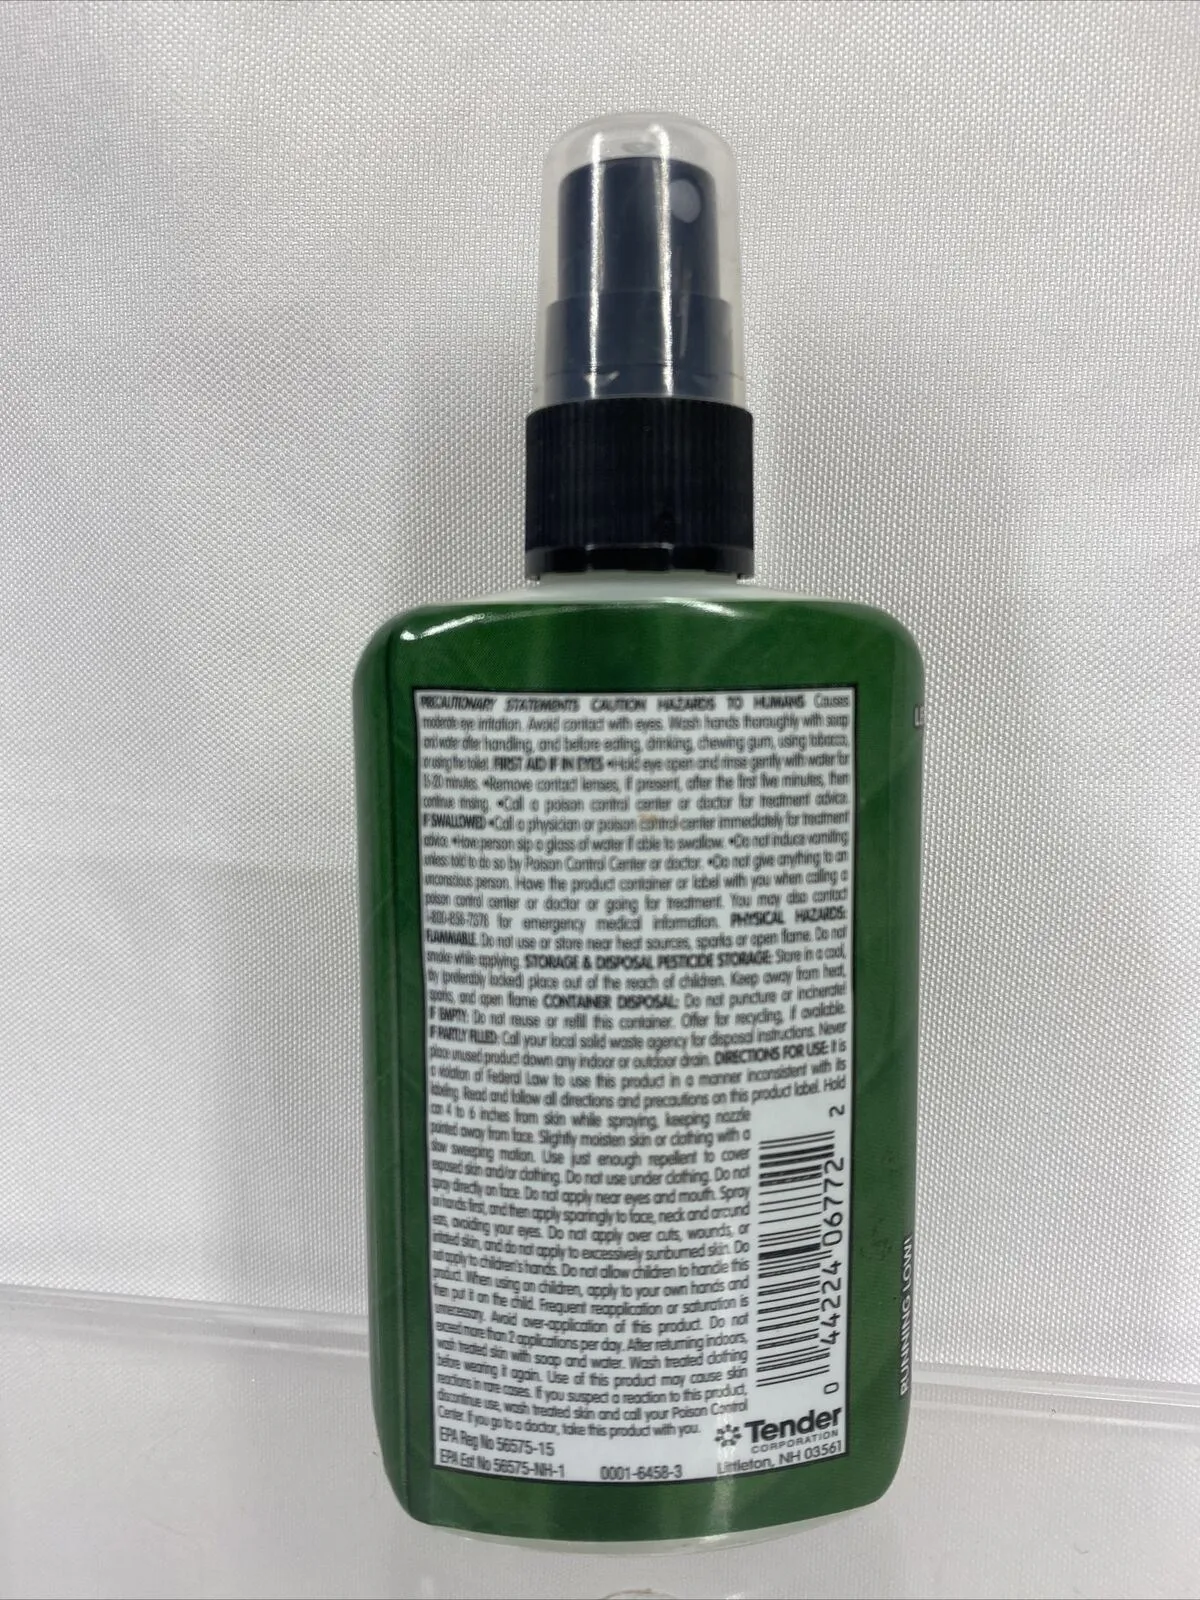 PRECAUTIONARY STATEMENTS CAUTION HAZARDS TO HUMANS Causes
moderate eye irritation. Avoid contact with eyes. Wash hands thoroughly with soap
and water after handling, and before eating, drinking, chewing gum, using tobacco,
or using the toilet. FIRST AID IF IN EYES •Hold eye open and rinse gently with water for
15-20 minutes. •Remove contact lenses, if present, after the first five minutes, then
continue rinsing. •Call a poison control center or doctor for treatment advice.
IF SWALLOWED •Call a physician or poison control center immediately for treatment
advice. •Have person sip a glass of water if able to swallow. •Do not induce vomiting
unless told to do so by Poison Control Center or doctor. •Do not give anything to an
unconscious person. Have the product container or label with you when calling a
poison control center or doctor or going for treatment. You may also contact
1-800-858-7378 for emergency medical information. PHYSICAL HAZARDS:
FLAMMABLE. Do not use or store near heat sources, sparks or open flame. Do not
smoke while applying. STORAGE & DISPOSAL PESTICIDE STORAGE: Store in a cool,
dry (preferably locked) place out of the reach of children. Keep away from heat,
sparks, and open flame CONTAINER DISPOSAL: Do not puncture or incinerate!
IF EMPTY: Do not reuse or refill this container. Offer for recycling, if available.
IF PARTLY FILLED: Call your local solid waste agency for disposal instructions. Never
place unused product down any indoor or outdoor drain. DIRECTIONS FOR USE: It is
a violation of Federal Law to use this product in a manner inconsistent with its
labeling. Read and follow all directions and precautions on this product label. Hold
can 4 to 6 inches from skin while spraying, keeping nozzle
pointed away from face. Slightly moisten skin or clothing with a
slow sweeping motion. Use just enough repellent to cover
exposed skin and/or clothing. Do not use under clothing. Do not
spray directly on face. Do not apply near eyes and mouth. Spray
on hands first, and then apply sparingly to face, neck and around
ears, avoiding your eyes. Do not apply over cuts, wounds, or
irritated skin, and do not apply to excessively sunburned skin. Do
not apply to children's hands. Do not allow children to handle this
product. When using on children, apply to your own hands and
then put it on the child. Frequent reapplication or saturation is
unnecessary. Avoid over-application of this product. Do not
exceed more than 2 applications per day. After returning indoors,
wash treated skin with soap and water. Wash treated clothing
before wearing it again. Use of this product may cause skin
reactions in rare cases. If you suspect a reaction to this product,
discontinue use, wash treated skin and call your Poison Control
Center. If you go to a doctor, take this product with you.
EPA Reg No 56575-15
EPA Est No 56575-NH-1 0001-6458-3
0 44224 06772 2
Tender
CORPORATION
Littleton, NH 03561
RUNNING LOW!